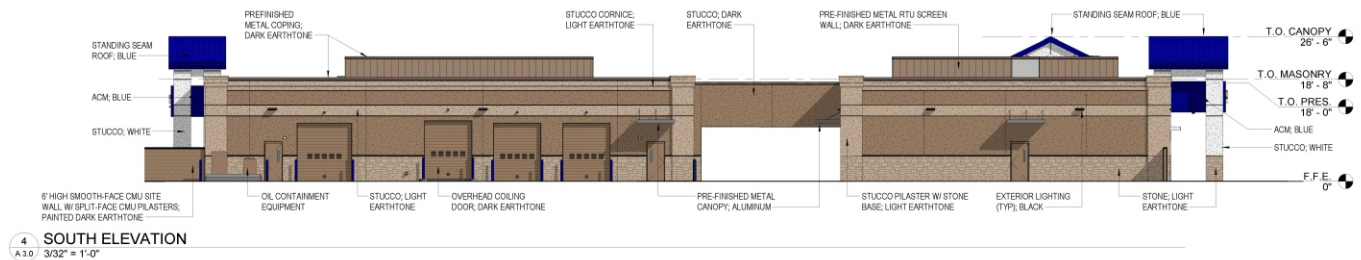 PREFINISHED
METAL COPING;
DARK EARTHTONE
STUCCO CORNICE;
LIGHT EARTHTONE
STUCCO; DARK
EARTHTONE
PRE-FINISHED METAL RTU SCREEN
WALL; DARK EARTHTONE
STANDING SEAM ROOF; BLUE
T.O. CANOPY
26' - 6"
STANDING SEAM
ROOF; BLUE
T.O. MASONRY
18' - 8"
ACM; BLUE
T.O. PRES.
18' - 0"
STUCCO; WHITE
ACM; BLUE
STUCCO; WHITE
F.F.E.
0"
6' HIGH SMOOTH-FACE CMU SITE
WALL W/ SPLIT-FACE CMU PILASTERS;
PAINTED DARK EARTHTONE
OIL CONTAINMENT
EQUIPMENT
STUCCO; LIGHT
EARTHTONE
OVERHEAD COILING
DOOR; DARK EARTHTONE
PRE-FINISHED METAL
CANOPY; ALUMINUM
STUCCO PILASTER W/ STONE
BASE; LIGHT EARTHTONE
EXTERIOR LIGHTING
(TYP); BLACK
STONE; LIGHT
EARTHTONE
4
A 3.0
SOUTH ELEVATION
3/32" = 1'-0"